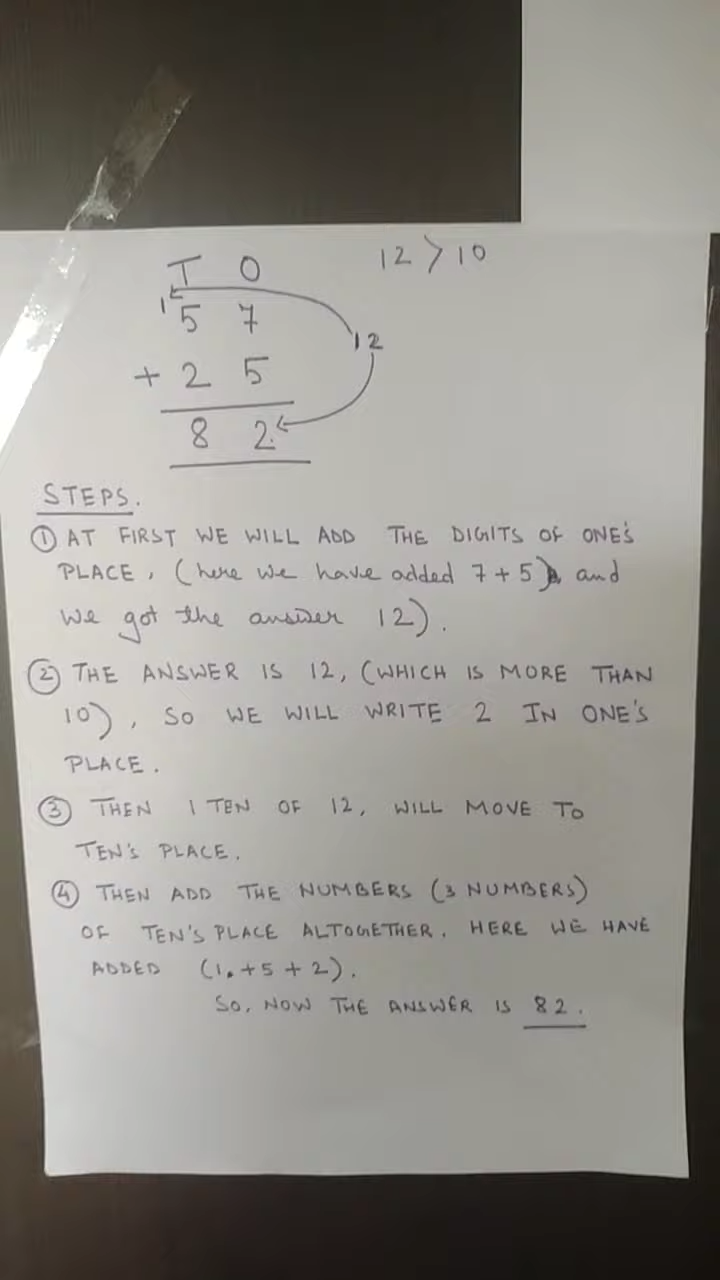 T O 12 > 10
1
5 7
12
+ 2 5
8 2
STEPS.
① AT FIRST WE WILL ADD THE DIGITS OF ONE'S
PLACE, (here we have added 7 + 5) and
we got the answer 12).
② THE ANSWER IS 12, (WHICH IS MORE THAN
10), SO WE WILL WRITE 2 IN ONE'S
PLACE.
③ THEN 1 TEN OF 12, WILL MOVE TO
TEN'S PLACE.
④ THEN ADD THE NUMBERS (3 NUMBERS)
OF TEN'S PLACE ALTOGETHER. HERE WE HAVE
ADDED (1.+5+2).
SO, NOW THE ANSWER IS 82.